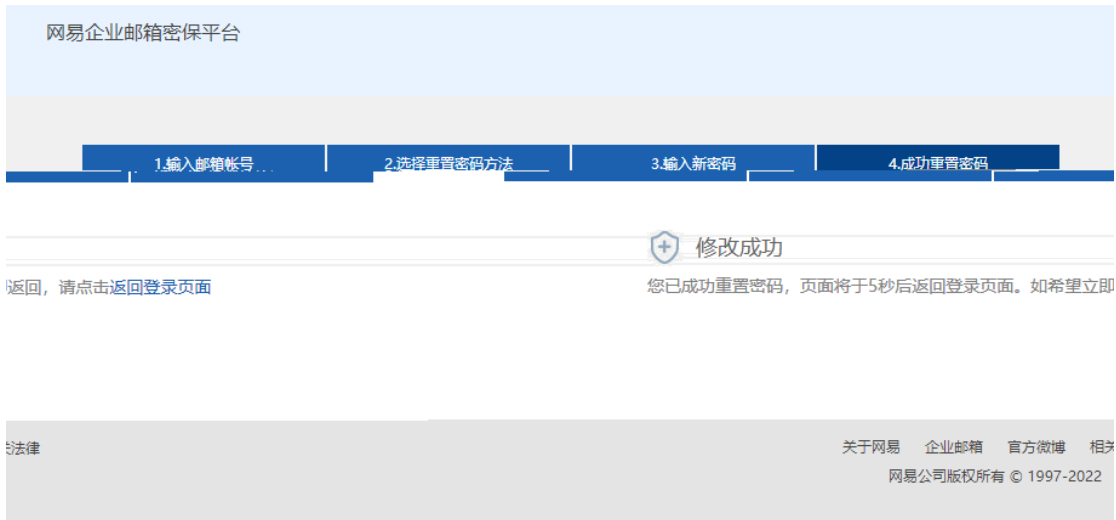 网易企业邮箱密保平台
1.输入邮箱帐号 2.选择重置密码方法 3.输入新密码 4.成功重置密码
修改成功
返回，请点击返回登录页面 您已成功重置密码，页面将于5秒后返回登录页面。如希望立即
法律 关于网易 企业邮箱 官方微博 相关
网易公司版权所有 © 1997-2022